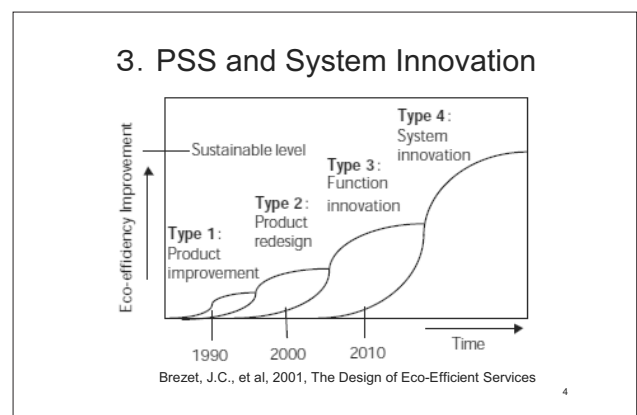 3. PSS and System Innovation
Eco-efficiency Improvement
Sustainable level
Type 1:
Product
improvement
Type 2:
Product
redesign
Type 3:
Function
innovation
Type 4:
System
innovation
1990
2000
2010
Time
Brezet, J.C., et al, 2001, The Design of Eco-Efficient Services
4